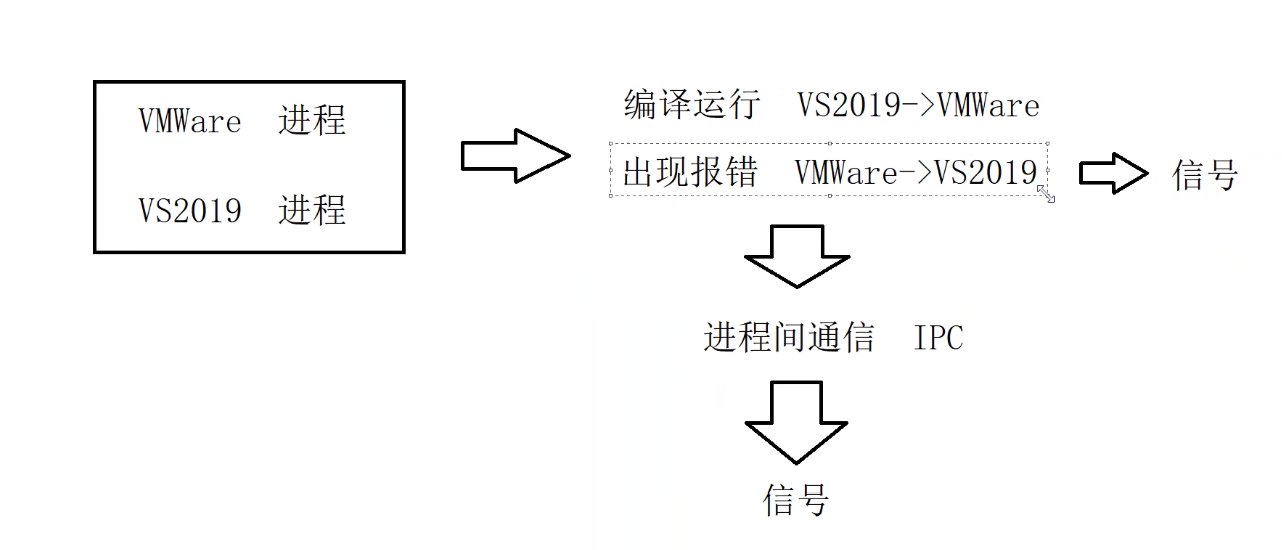 VMWare 进程
VS2019 进程
编译运行 VS2019->VMWare
出现报错 VMWare->VS2019
信号
进程间通信 IPC
信号